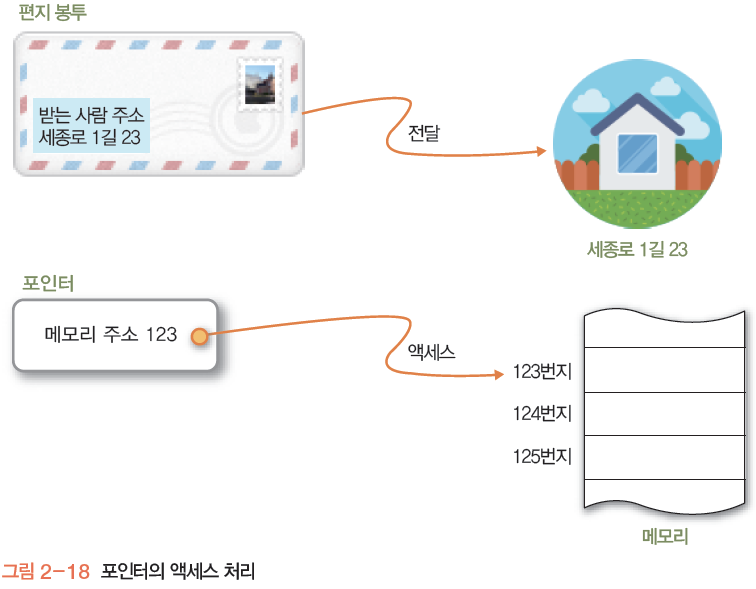 편지 봉투
받는 사람 주소
세종로 1길 23
전달
세종로 1길 23
포인터
메모리 주소 123
액세스
123번지
124번지
125번지
메모리
그림 2-18 포인터의 액세스 처리